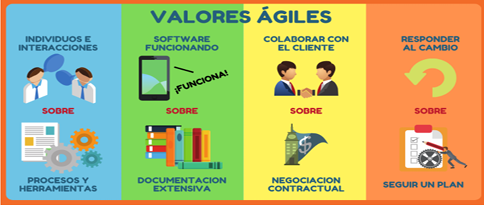 VALORES ÁGILES
INDIVIDUOS E
INTERACCIONES
SOBRE
PROCESOS Y
HERRAMIENTAS
SOFTWARE
FUNCIONANDO
¡FUNCIONA!
SOBRE
DOCUMENTACION
EXTENSIVA
COLABORAR CON
EL CLIENTE
SOBRE
NEGOCIACION
CONTRACTUAL
RESPONDER
AL CAMBIO
SOBRE
SEGUIR UN PLAN